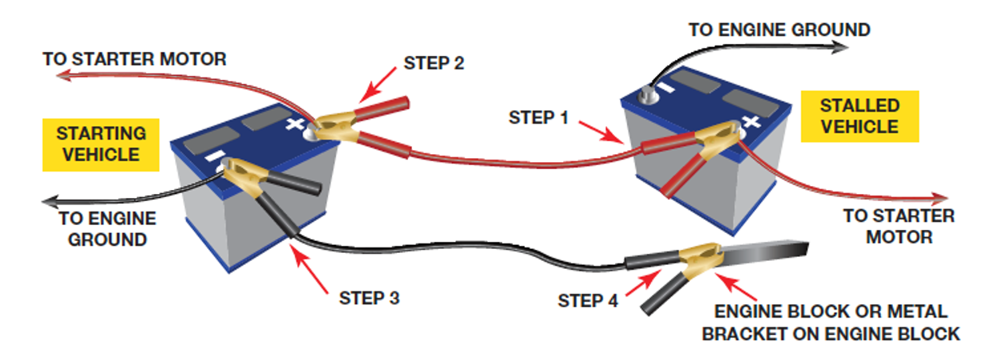 TO ENGINE GROUND
TO STARTER MOTOR
STEP 2
STEP 1
STALLED
VEHICLE
STARTING
VEHICLE
+
−
−
+
TO ENGINE
GROUND
TO STARTER
MOTOR
STEP 3
STEP 4
ENGINE BLOCK OR METAL
BRACKET ON ENGINE BLOCK